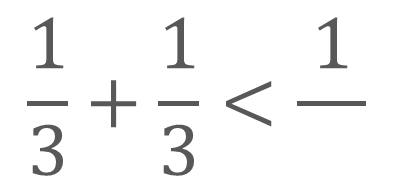 1/3 + 1/3 < 1/